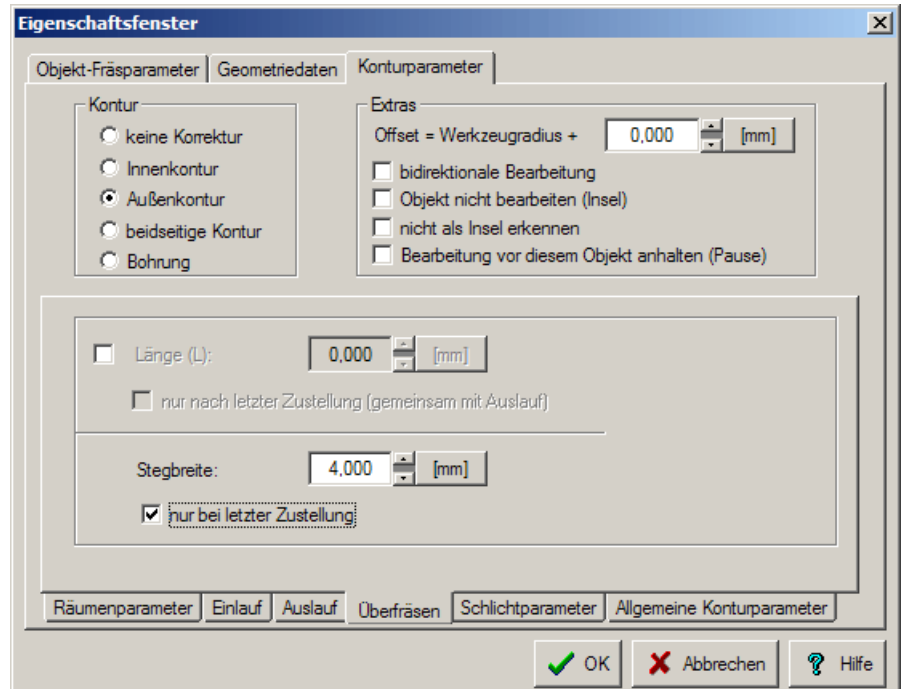 Eigenschaftsfenster
Objekt-Fräsparameter Geometriedaten Konturparameter
Kontur
keine Korrektur
Innenkontur
Außenkontur
beidseitige Kontur
Bohrung
Extras
Offset = Werkzeugradius + 0,000 [mm]
bidirektionale Bearbeitung
Objekt nicht bearbeiten (Insel)
nicht als Insel erkennen
Bearbeitung vor diesem Objekt anhalten (Pause)
Länge (L): 0,000 [mm]
nur nach letzter Zustellung (gemeinsam mit Auslauf)
Stegbreite: 4,000 [mm]
nur bei letzter Zustellung
Räumenparameter Einlauf Auslauf Überfräsen Schlichtparameter Allgemeine Konturparameter
OK Abbrechen Hilfe